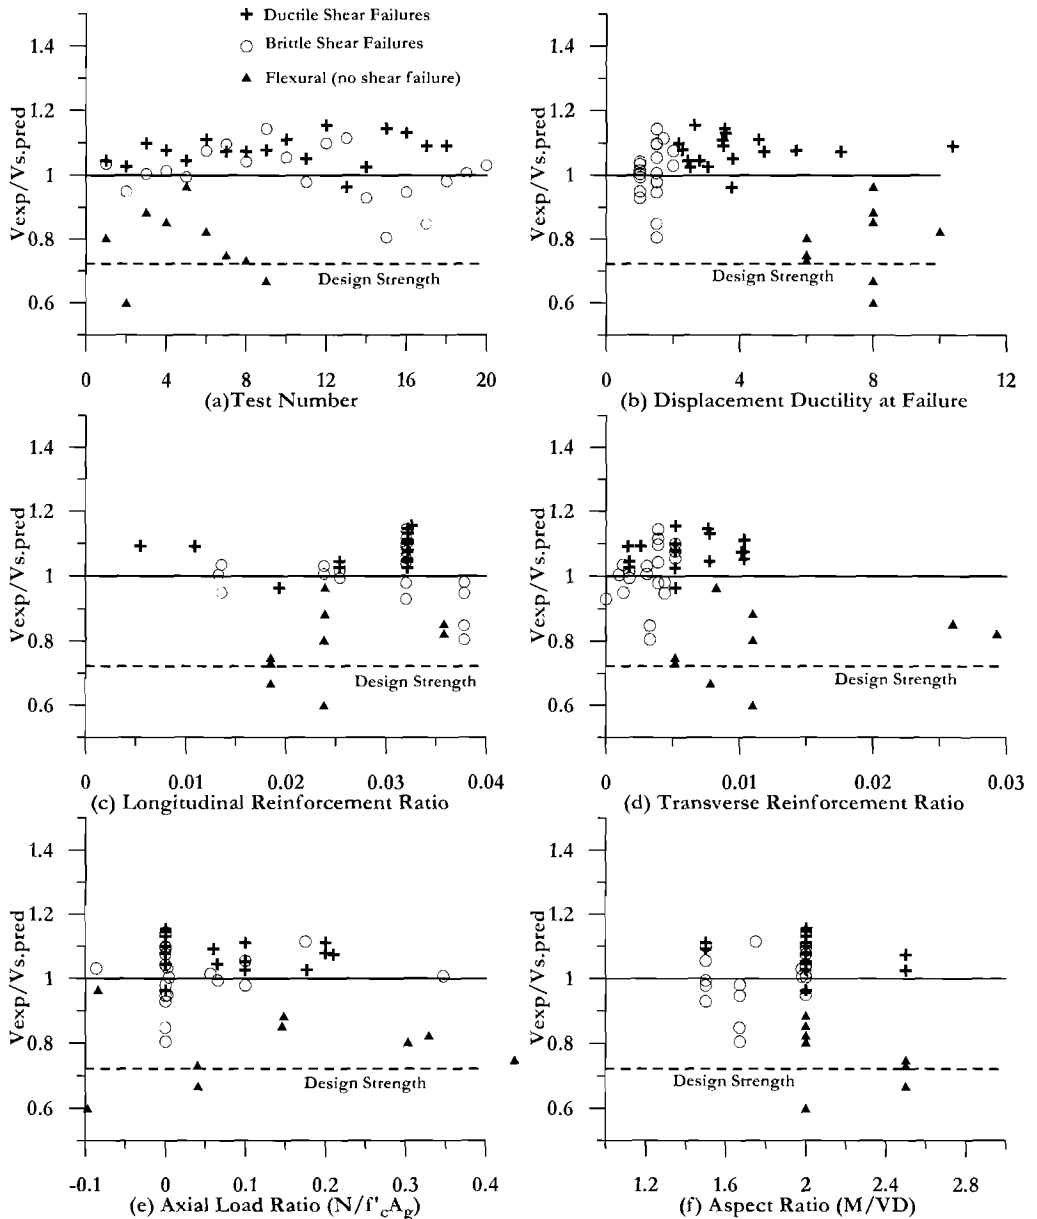 Ductile Shear Failures
Brittle Shear Failures
Flexural (no shear failure)
Vexp/Vs.pred
1.4
1.2
1
0.8
0.6
Design Strength
0 4 8 12 16 20
(a)Test Number
Vexp/Vs.pred
1.4
1.2
1
0.8
0.6
Design Strength
0 4 8 12
(b) Displacement Ductility at Failure
Vexp/Vs.pred
1.4
1.2
1
0.8
0.6
Design Strength
0 0.01 0.02 0.03 0.04
(c) Longitudinal Reinforcement Ratio
Vexp/Vs.pred
1.4
1.2
1
0.8
0.6
Design Strength
0 0.01 0.02 0.03
(d) Transverse Reinforcement Ratio
Vexp/Vs.pred
1.4
1.2
1
0.8
0.6
Design Strength
-0.1 0 0.1 0.2 0.3 0.4
(e) Axial Load Ratio (N/f'cAg)
Vexp/Vs.pred
1.4
1.2
1
0.8
0.6
Design Strength
1.2 1.6 2 2.4 2.8
(f) Aspect Ratio (M/VD)